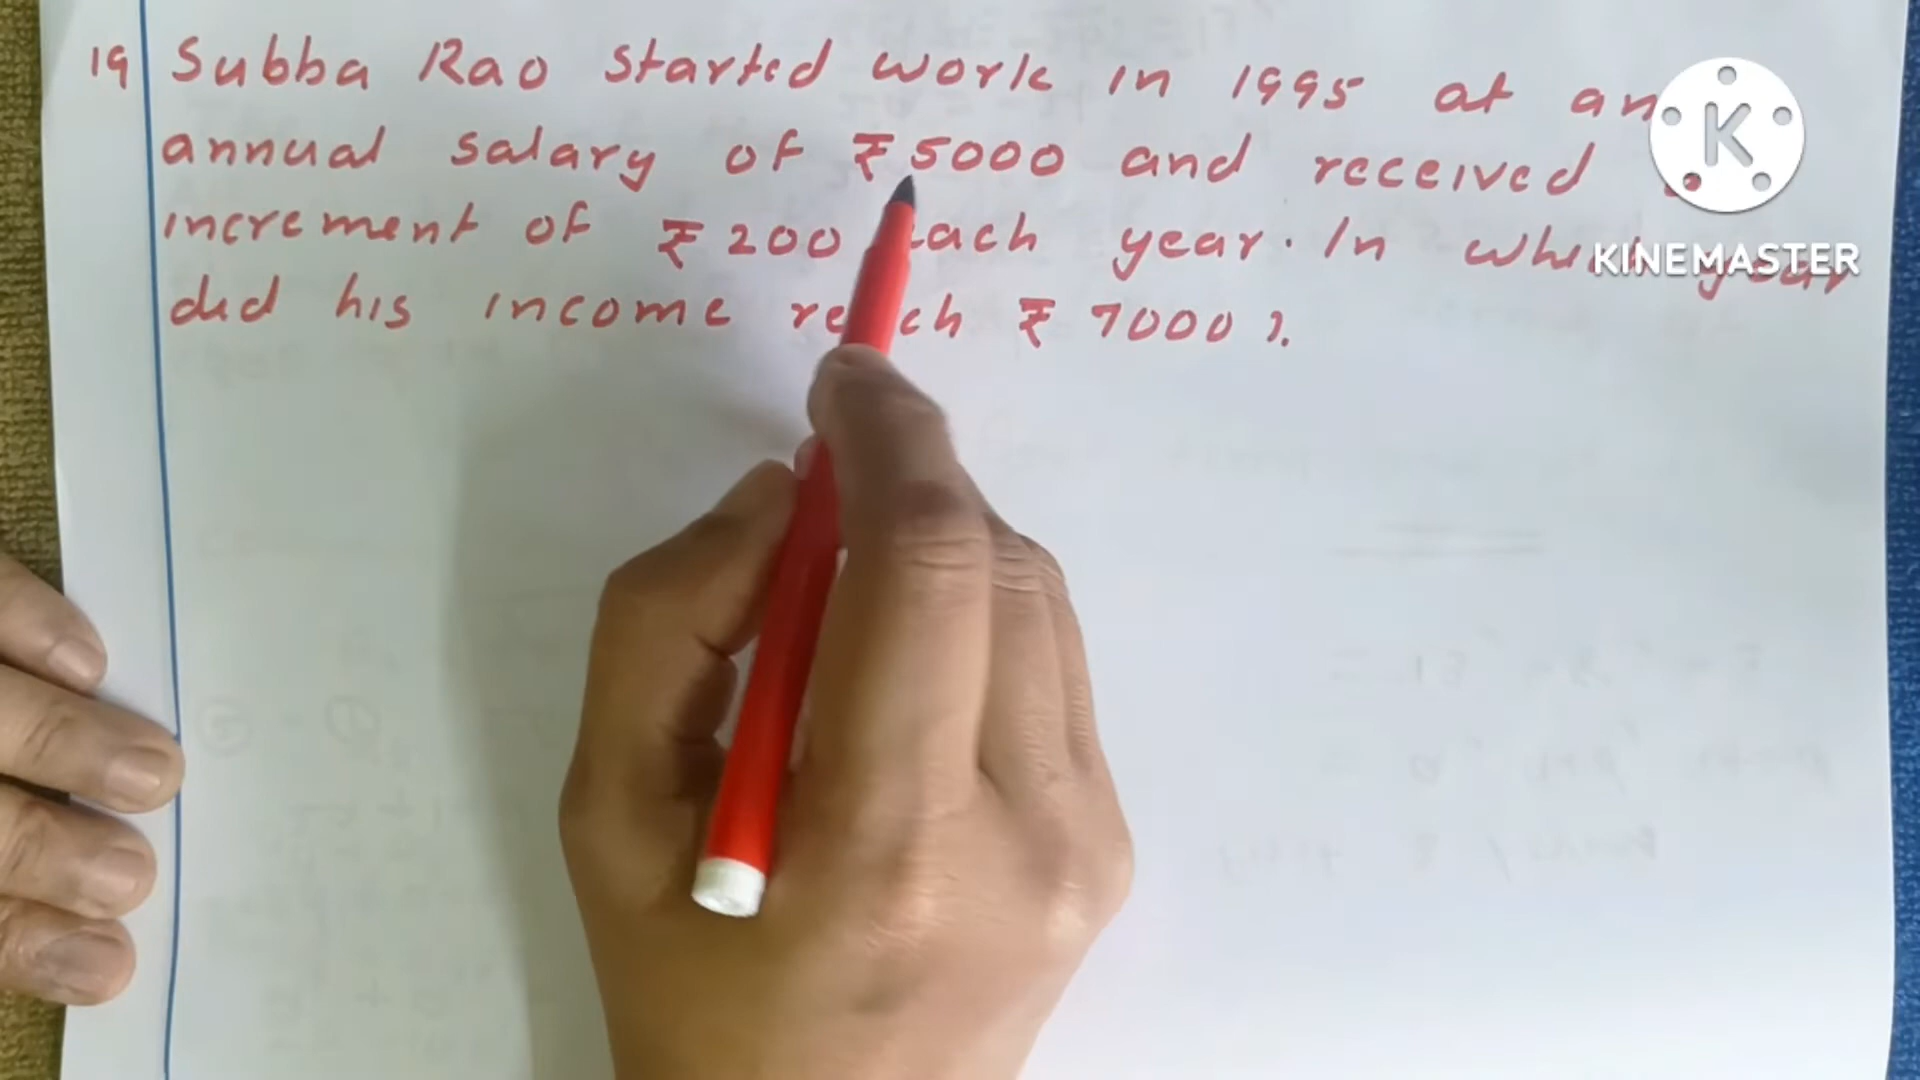 19 Subba Rao started work in 1995 at an
annual salary of ₹ 5000 and received
increment of ₹ 200 each year. In which year
did his income reach ₹ 7000 ?.
K
KINEMASTER